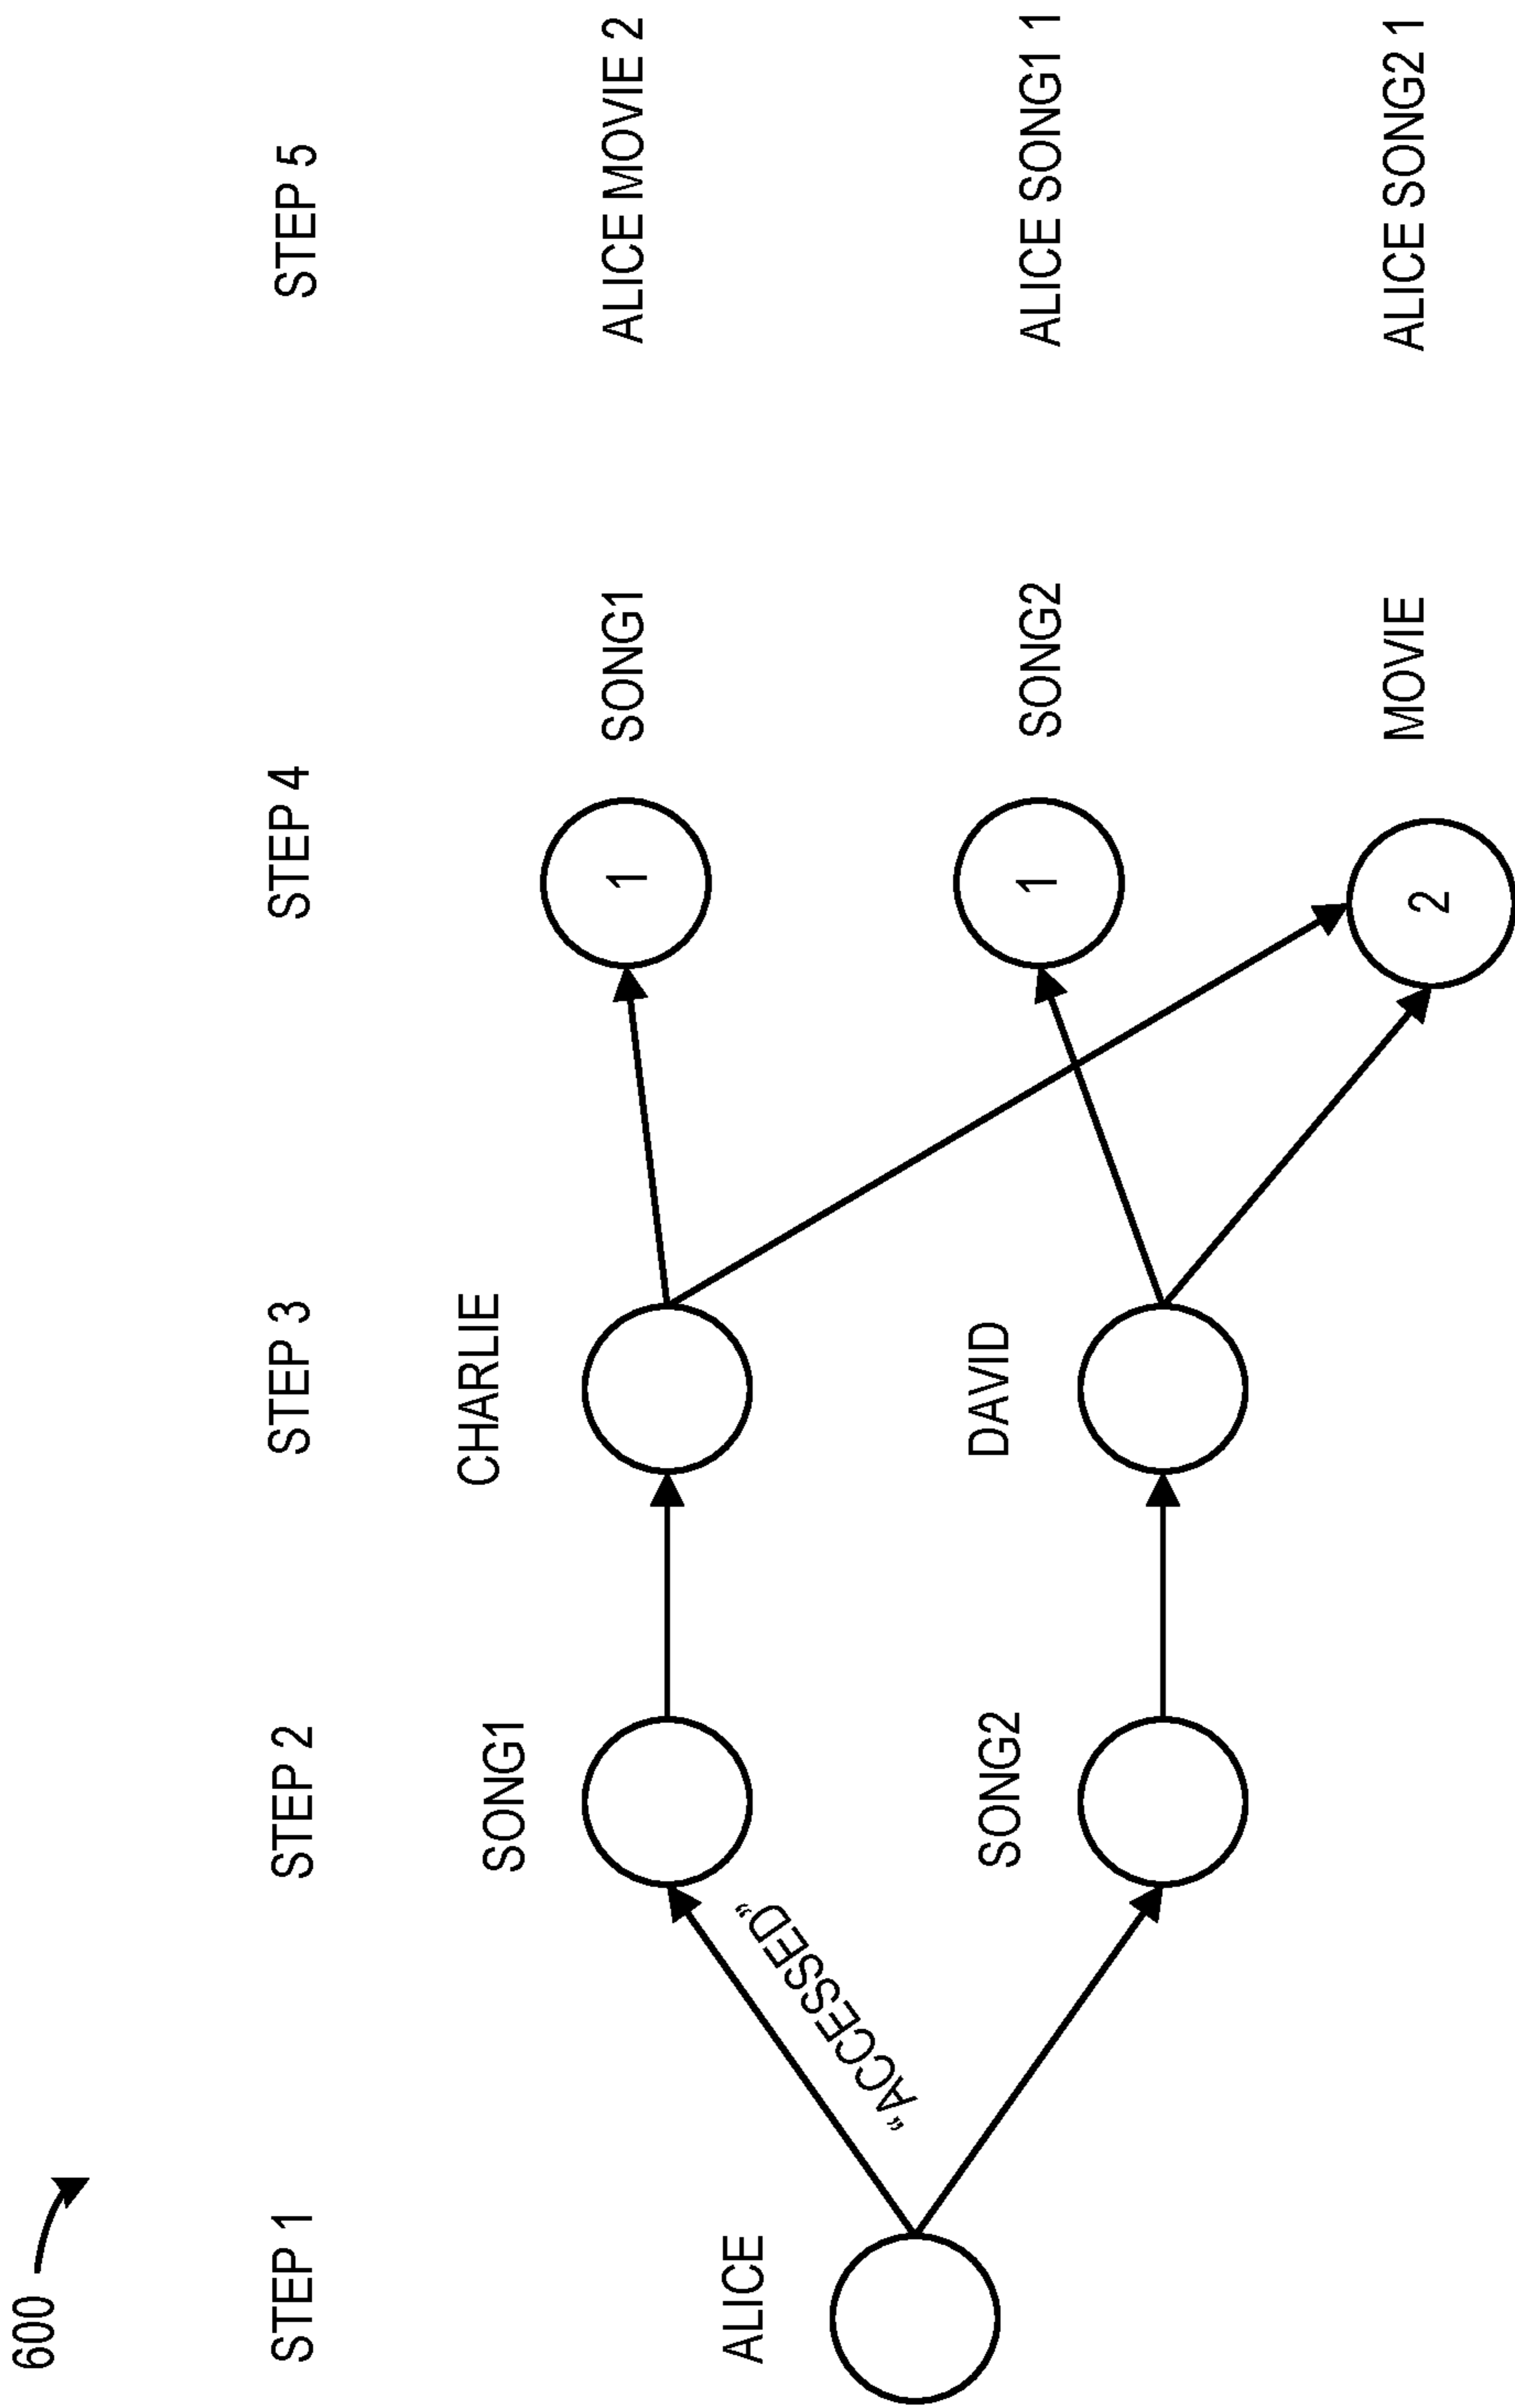 600
STEP 1
STEP 2
STEP 3
STEP 4
STEP 5
ALICE
"ACCESSED"
SONG1
SONG2
CHARLIE
DAVID
1
SONG1
1
SONG2
2
MOVIE
ALICE MOVIE 2
ALICE SONG1 1
ALICE SONG2 1